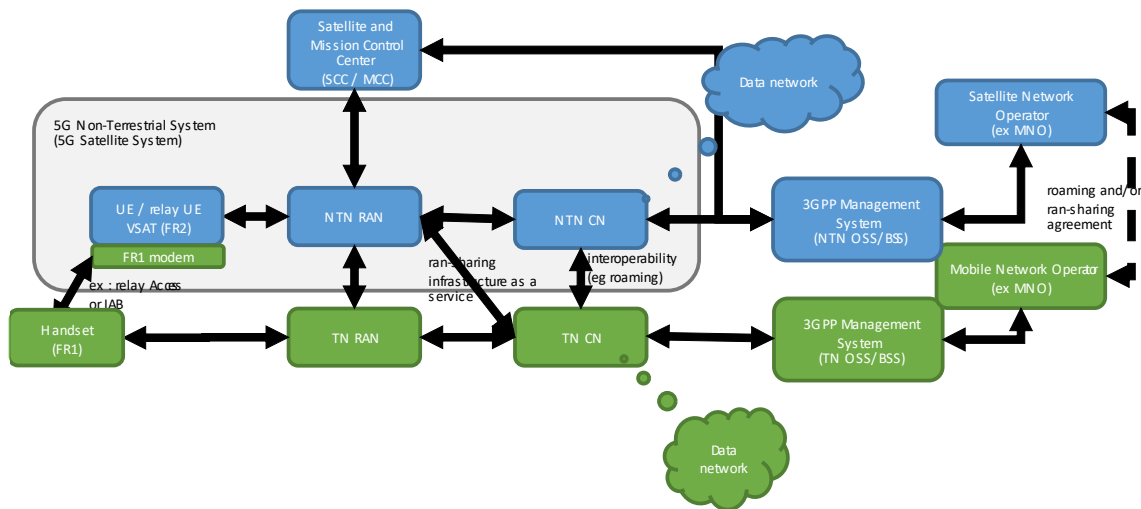 Satellite and
Mission Control
Center
(SCC / MCC)
Data network
Satellite Network
Operator
(ex MNO)
5G Non-Terrestrial System
(5G Satellite System)
UE / relay UE
VSAT (FR2)
FR1 modem
NTN RAN
NTN CN
3GPP Management
System
(NTN OSS/BSS)
roaming and/or
ran-sharing
agreement
ex : relay Acces
or IAB
ran-sharing
infrastructure as a
service
interoperability
(eg roaming)
Mobile Network Operator
(ex MNO)
Handset
(FR1)
TN RAN
TN CN
3GPP Management
System
(TN OSS/BSS)
Data
network